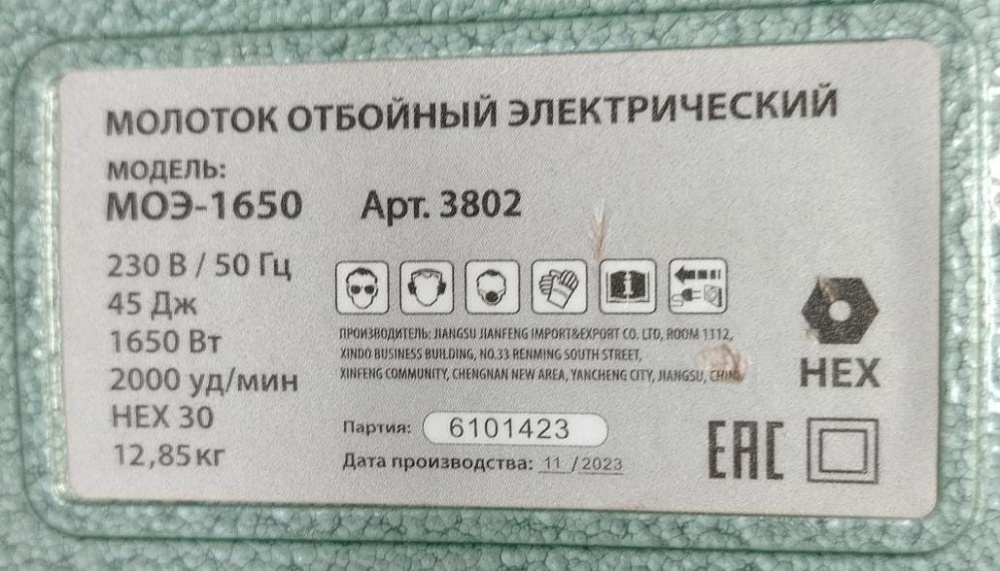 МОЛОТОК ОТБОЙНЫЙ ЭЛЕКТРИЧЕСКИЙ
МОДЕЛЬ:
МОЭ-1650 Арт. 3802
230 В / 50 Гц
45 Дж
1650 Вт
2000 уд/мин
HEX 30
12,85кг
ПРОИЗВОДИТЕЛЬ: JIANGSU JIANFENG IMPORT&EXPORT CO. LTD, ROOM 1112,
XINDO BUSINESS BUILDING, NO.33 RENMING SOUTH STREET,
XINFENG COMMUNITY, CHENGNAN NEW AREA, YANCHENG CITY, JIANGSU, CHINA
Партия: 6101423
Дата производства: 11 /2023
HEX
EAC